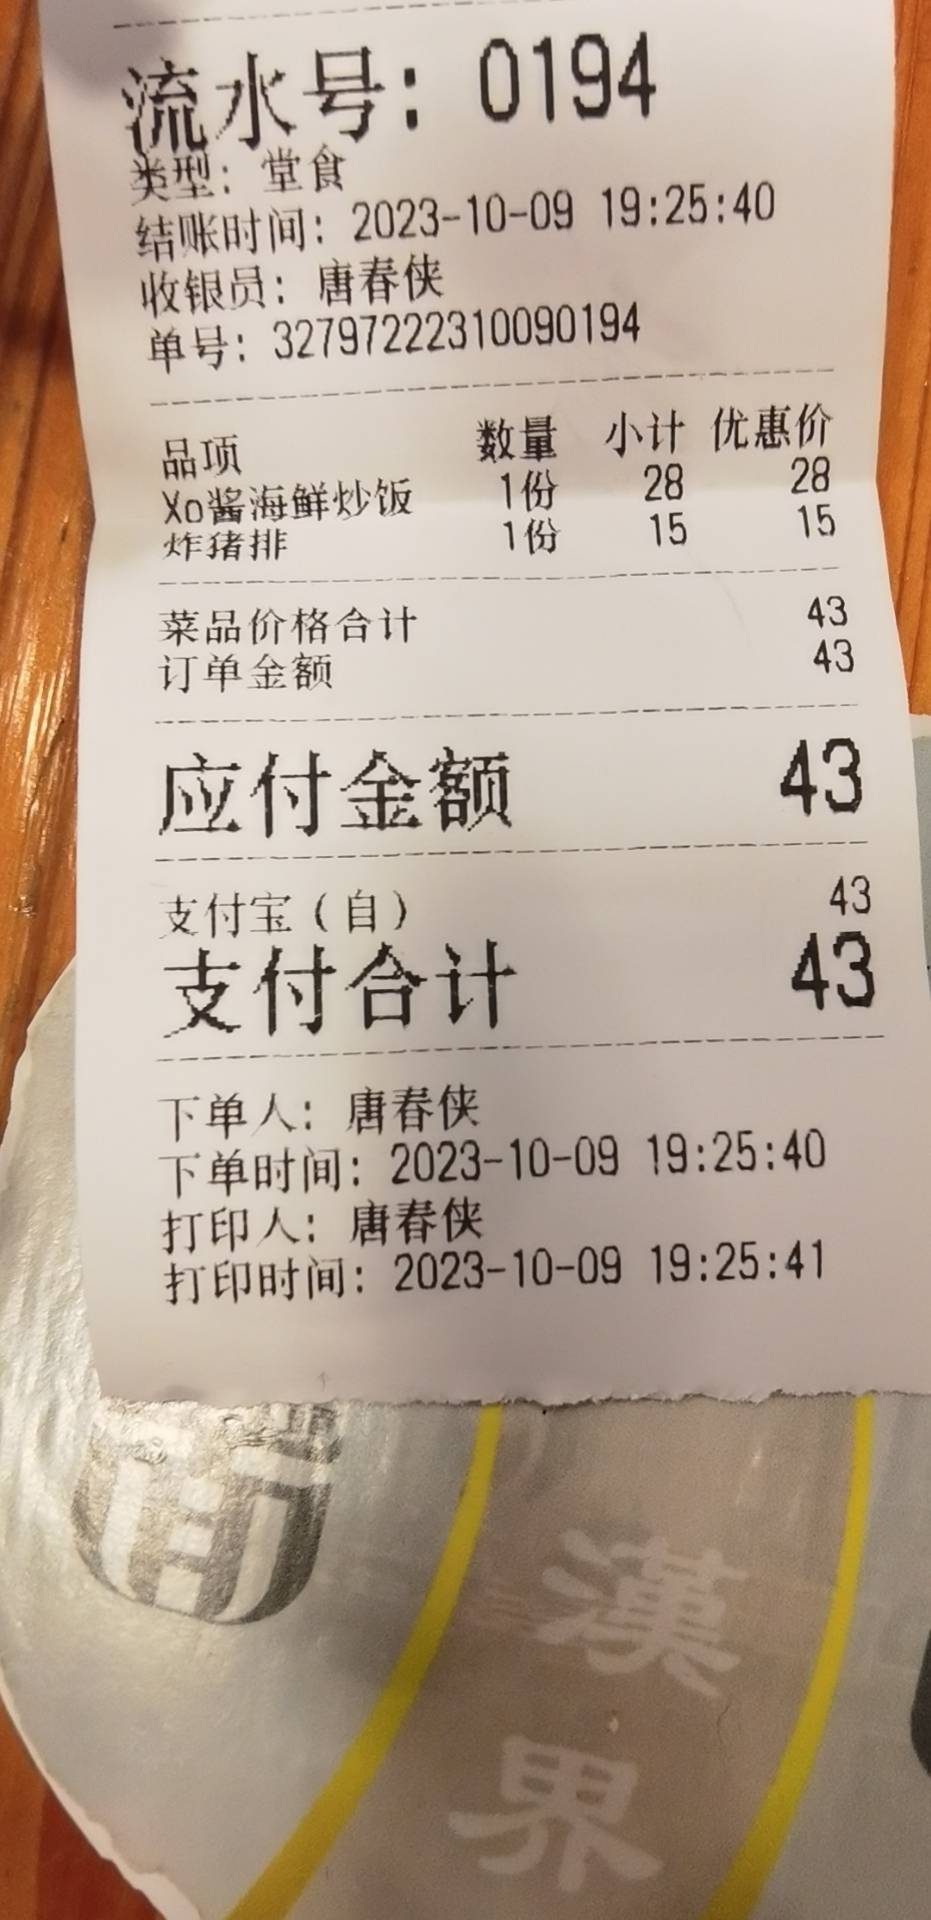 流水号: 0194
类型: 堂食
结账时间: 2023-10-09 19:25:40
收银员: 唐春侠
单号: 32797222310090194
品项 数量 小计 优惠价
Xo酱海鲜炒饭 1份 28 28
炸猪排 1份 15 15
菜品价格合计 43
订单金额 43
应付金额 43
支付宝(自) 43
支付合计 43
下单人: 唐春侠
下单时间: 2023-10-09 19:25:40
打印人: 唐春侠
打印时间: 2023-10-09 19:25:41
漢
界